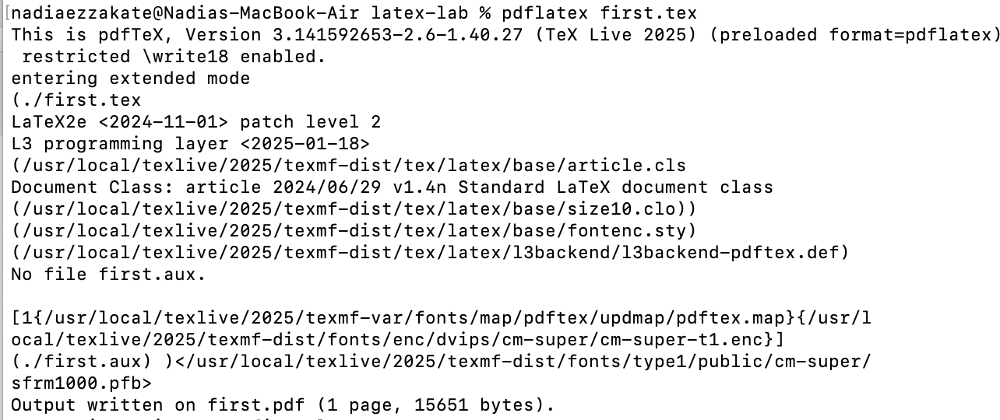 [nadiaezzakate@Nadias-MacBook-Air latex-lab % pdflatex first.tex
This is pdfTeX, Version 3.141592653-2.6-1.40.27 (TeX Live 2025) (preloaded format=pdflatex)
 restricted \write18 enabled.
entering extended mode
(./first.tex
LaTeX2e <2024-11-01> patch level 2
L3 programming layer <2025-01-18>
(/usr/local/texlive/2025/texmf-dist/tex/latex/base/article.cls
Document Class: article 2024/06/29 v1.4n Standard LaTeX document class
(/usr/local/texlive/2025/texmf-dist/tex/latex/base/size10.clo))
(/usr/local/texlive/2025/texmf-dist/tex/latex/base/fontenc.sty)
(/usr/local/texlive/2025/texmf-dist/tex/latex/l3backend/l3backend-pdftex.def)
No file first.aux.

[1{/usr/local/texlive/2025/texmf-var/fonts/map/pdftex/updmap/pdftex.map}{/usr/l
ocal/texlive/2025/texmf-dist/fonts/enc/dvips/cm-super/cm-super-t1.enc}]
(./first.aux) )</usr/local/texlive/2025/texmf-dist/fonts/type1/public/cm-super/
sfrm1000.pfb>
Output written on first.pdf (1 page, 15651 bytes).